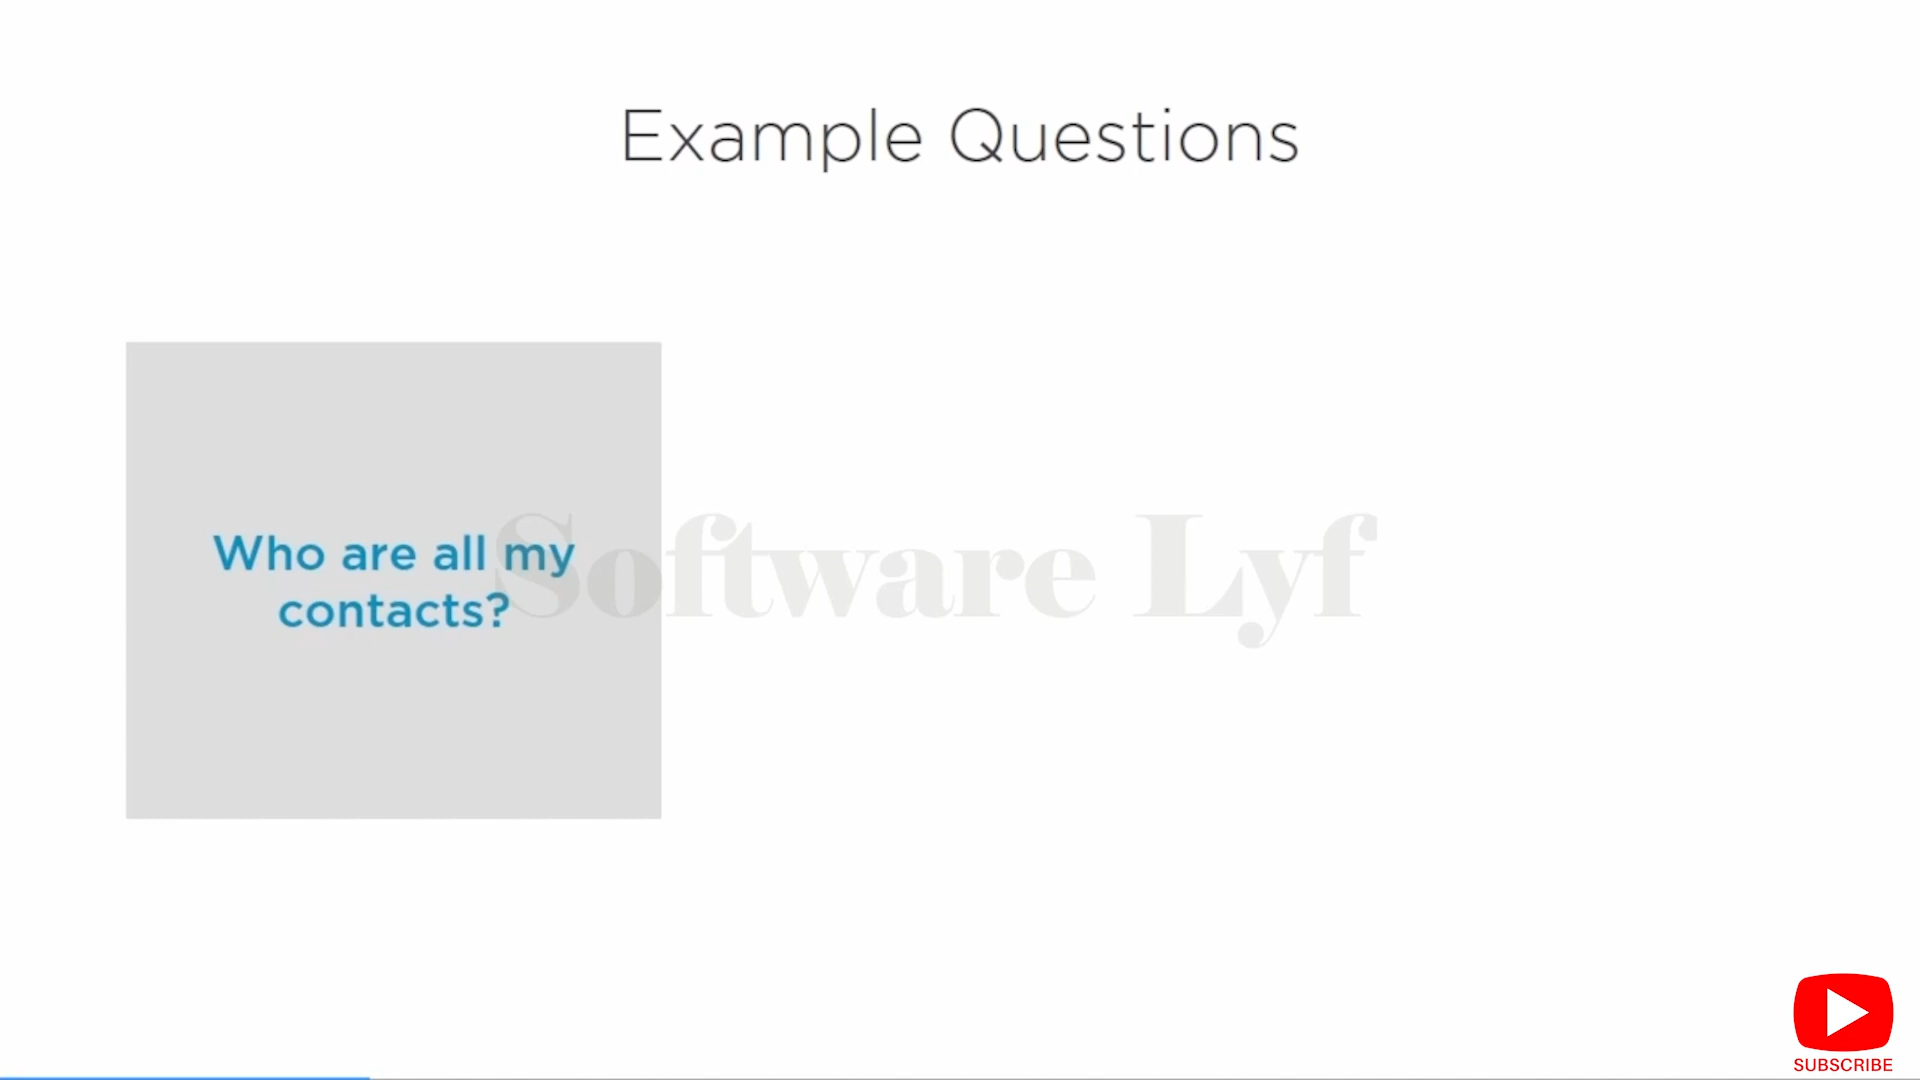 Example Questions
Who are all my
contacts?
Software Lyf
SUBSCRIBE